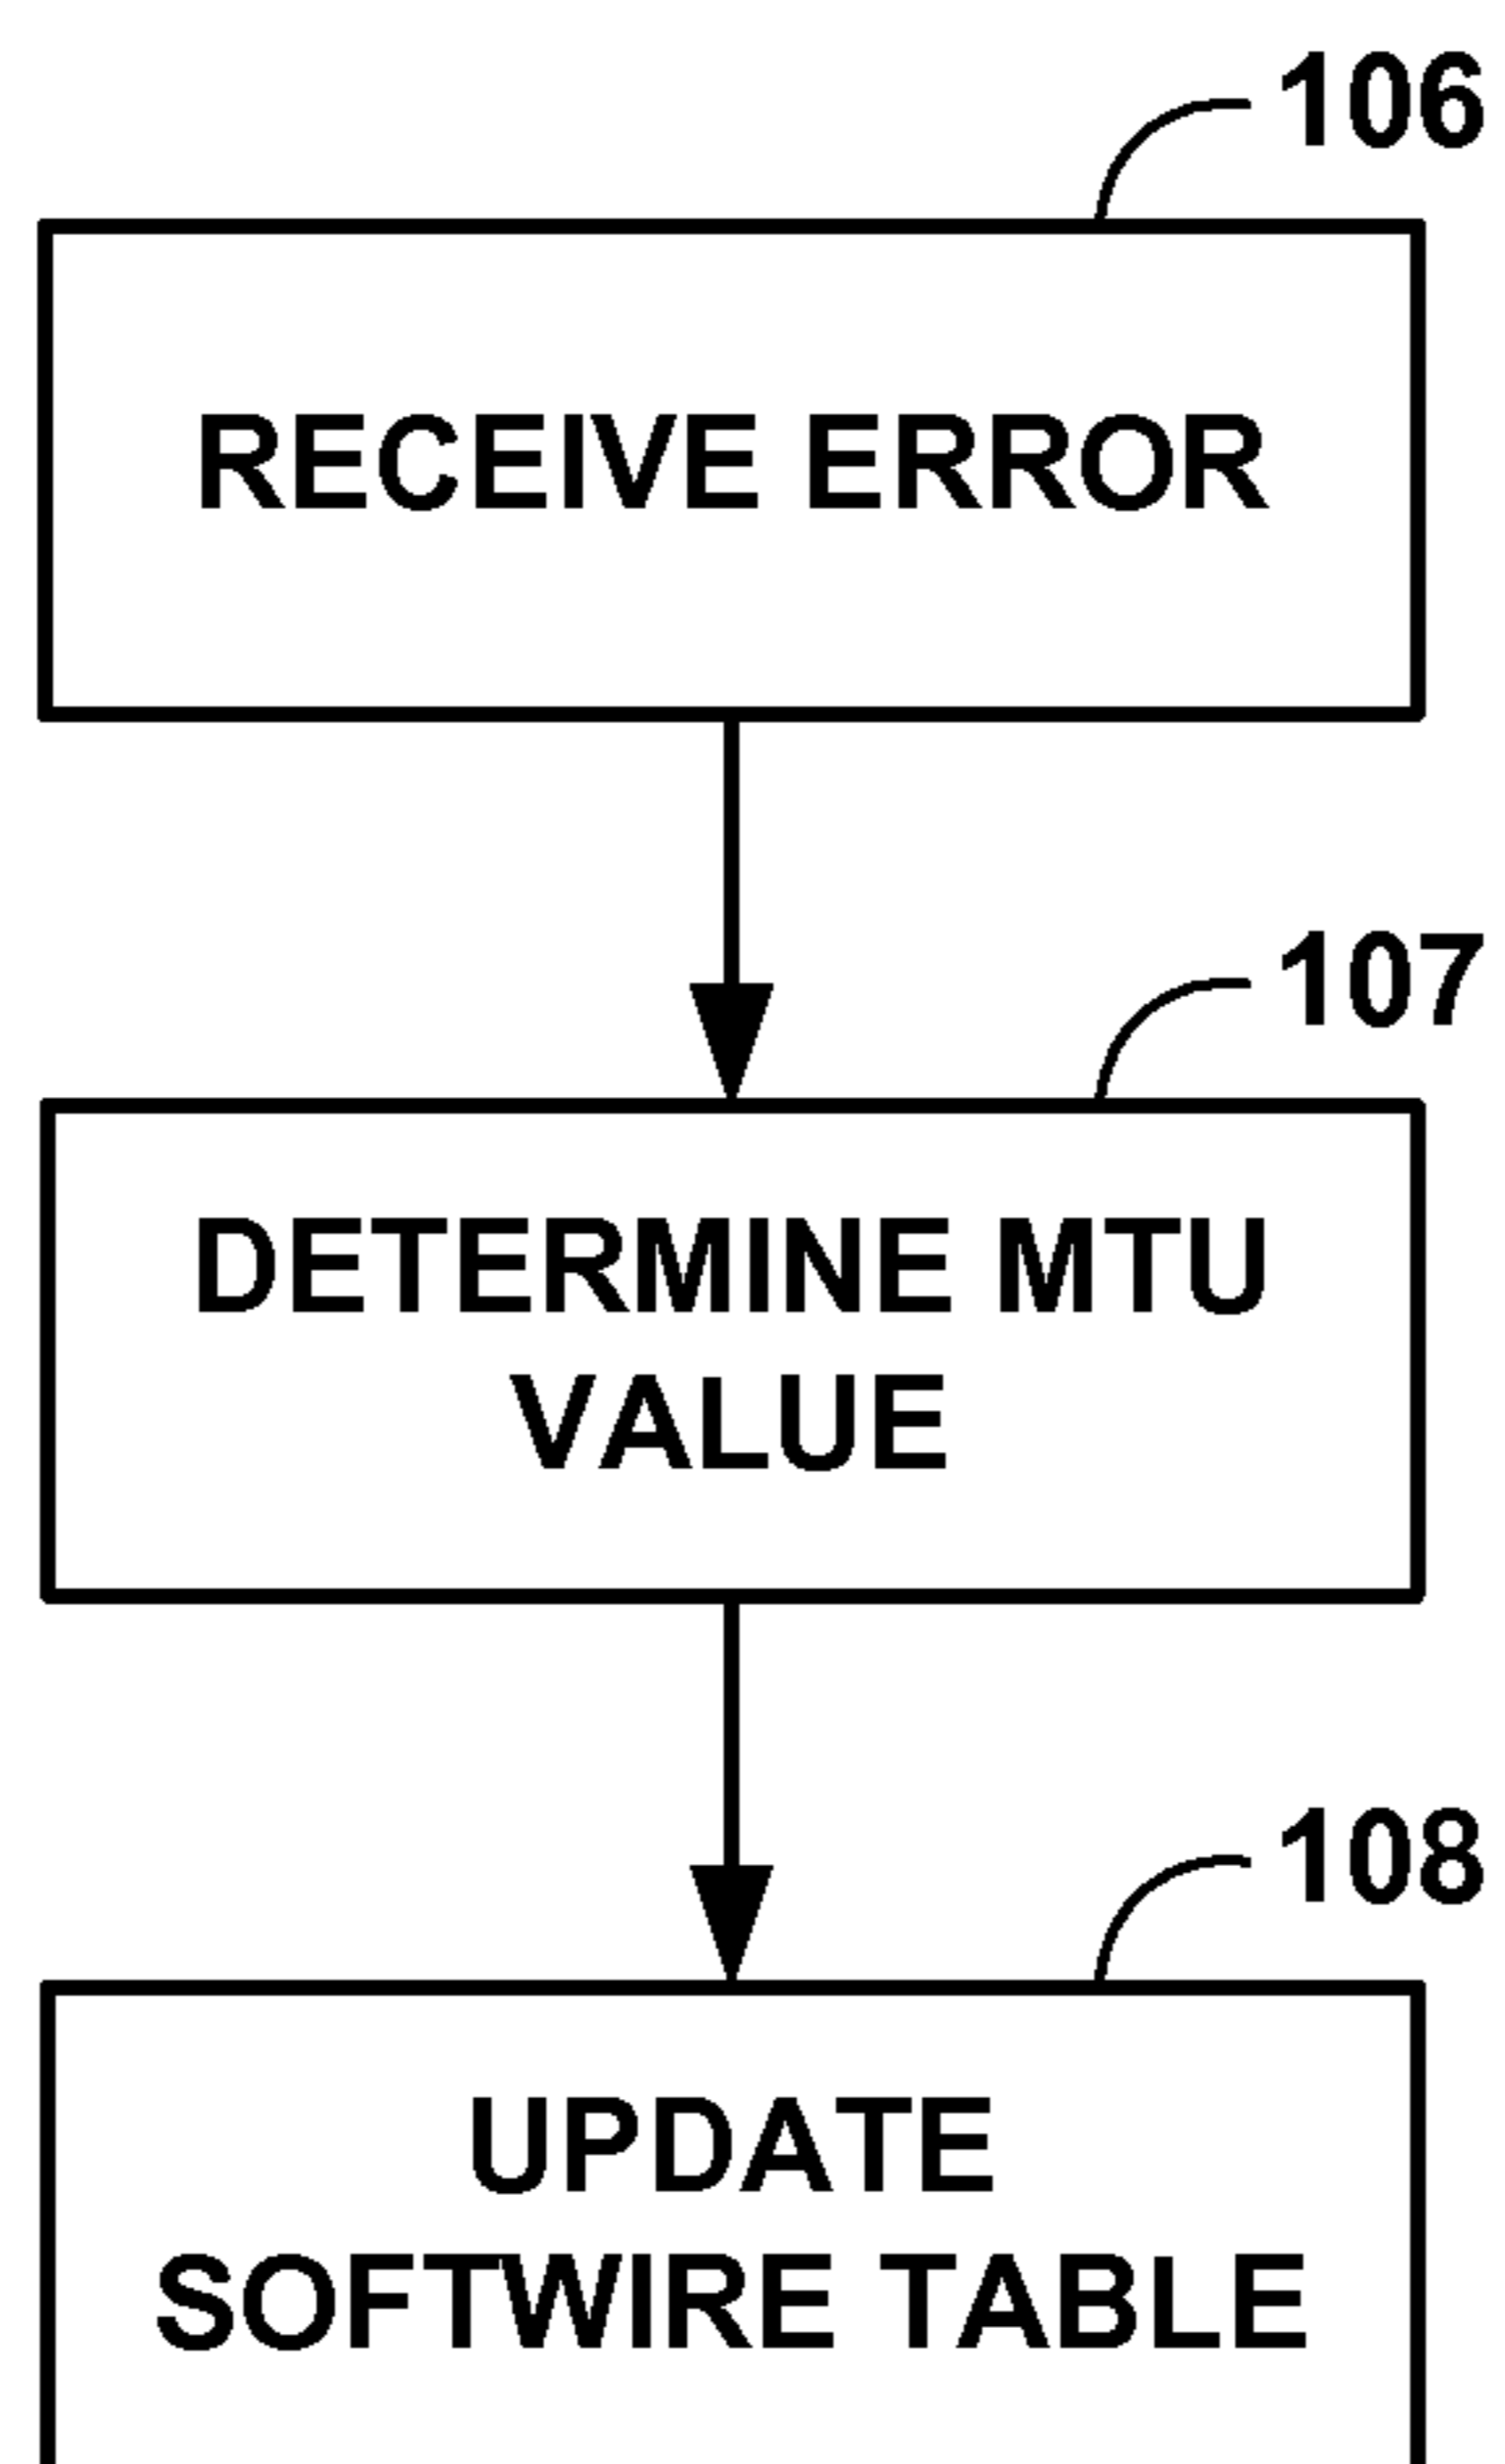 106
RECEIVE ERROR
107
DETERMINE MTU
VALUE
108
UPDATE
SOFTWIRE TABLE